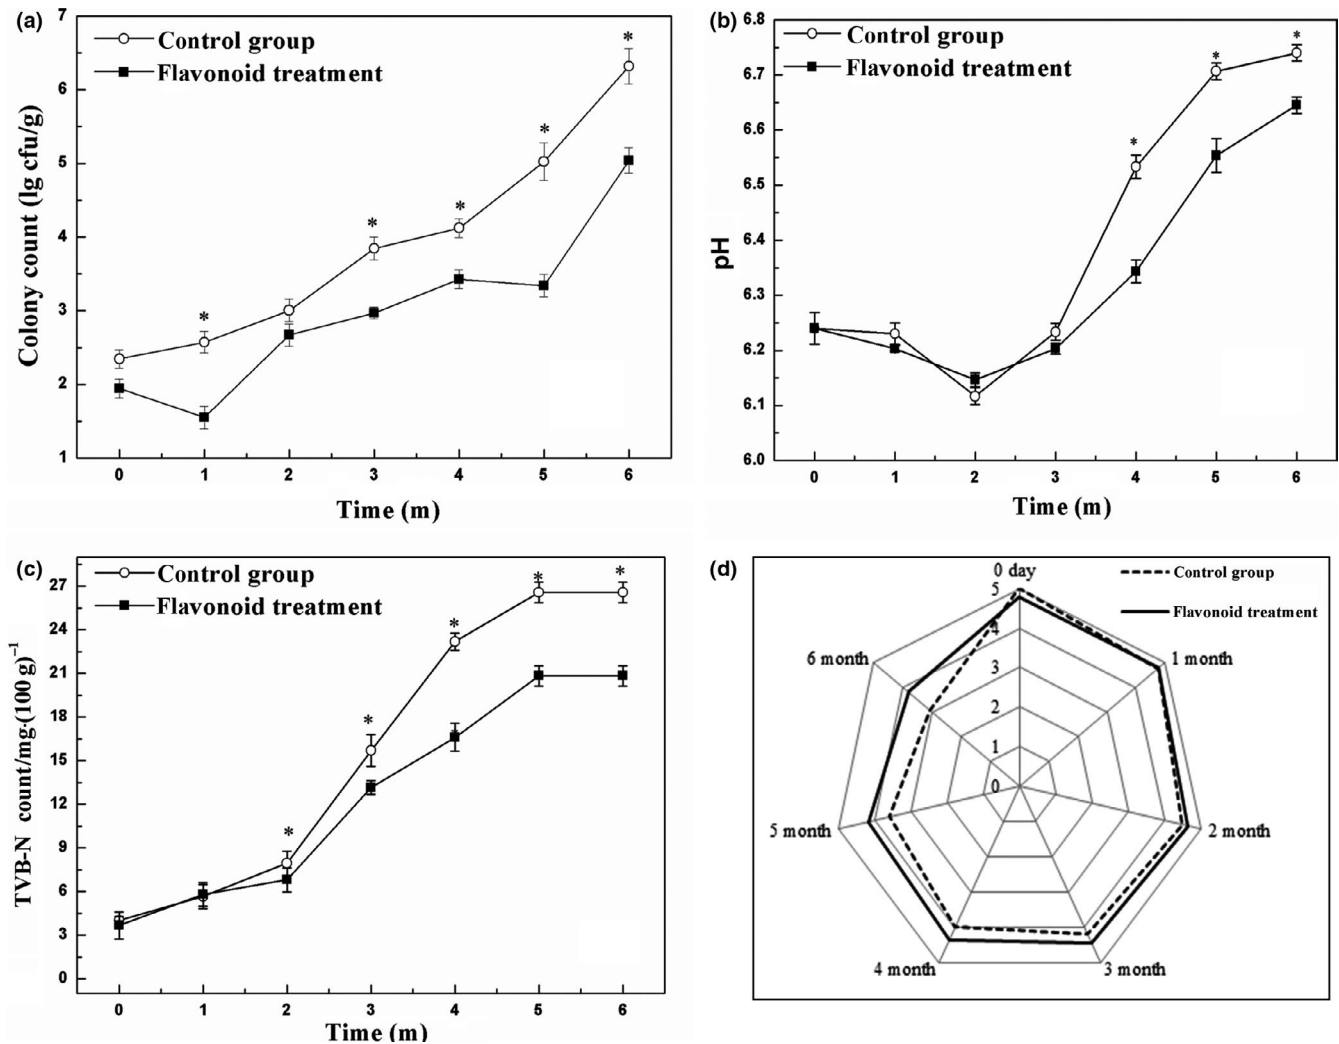 (a)
Control group
Flavonoid treatment
Colony count (lg cfu/g)
7
6
5
4
3
2
1
* * * * *
0 1 2 3 4 5 6
Time (m)
(b)
Control group
Flavonoid treatment
pH
6.8
6.7
6.6
6.5
6.4
6.3
6.2
6.1
6.0
* * *
0 1 2 3 4 5 6
Time (m)
(c)
Control group
Flavonoid treatment
TVB-N count/mg·(100 g)⁻¹
27
24
21
18
15
12
9
6
3
0
* * * * *
0 1 2 3 4 5 6
Time (m)
(d)
Control group
Flavonoid treatment
0 day
1 month
2 month
3 month
4 month
5 month
6 month
5
4
3
2
1
0